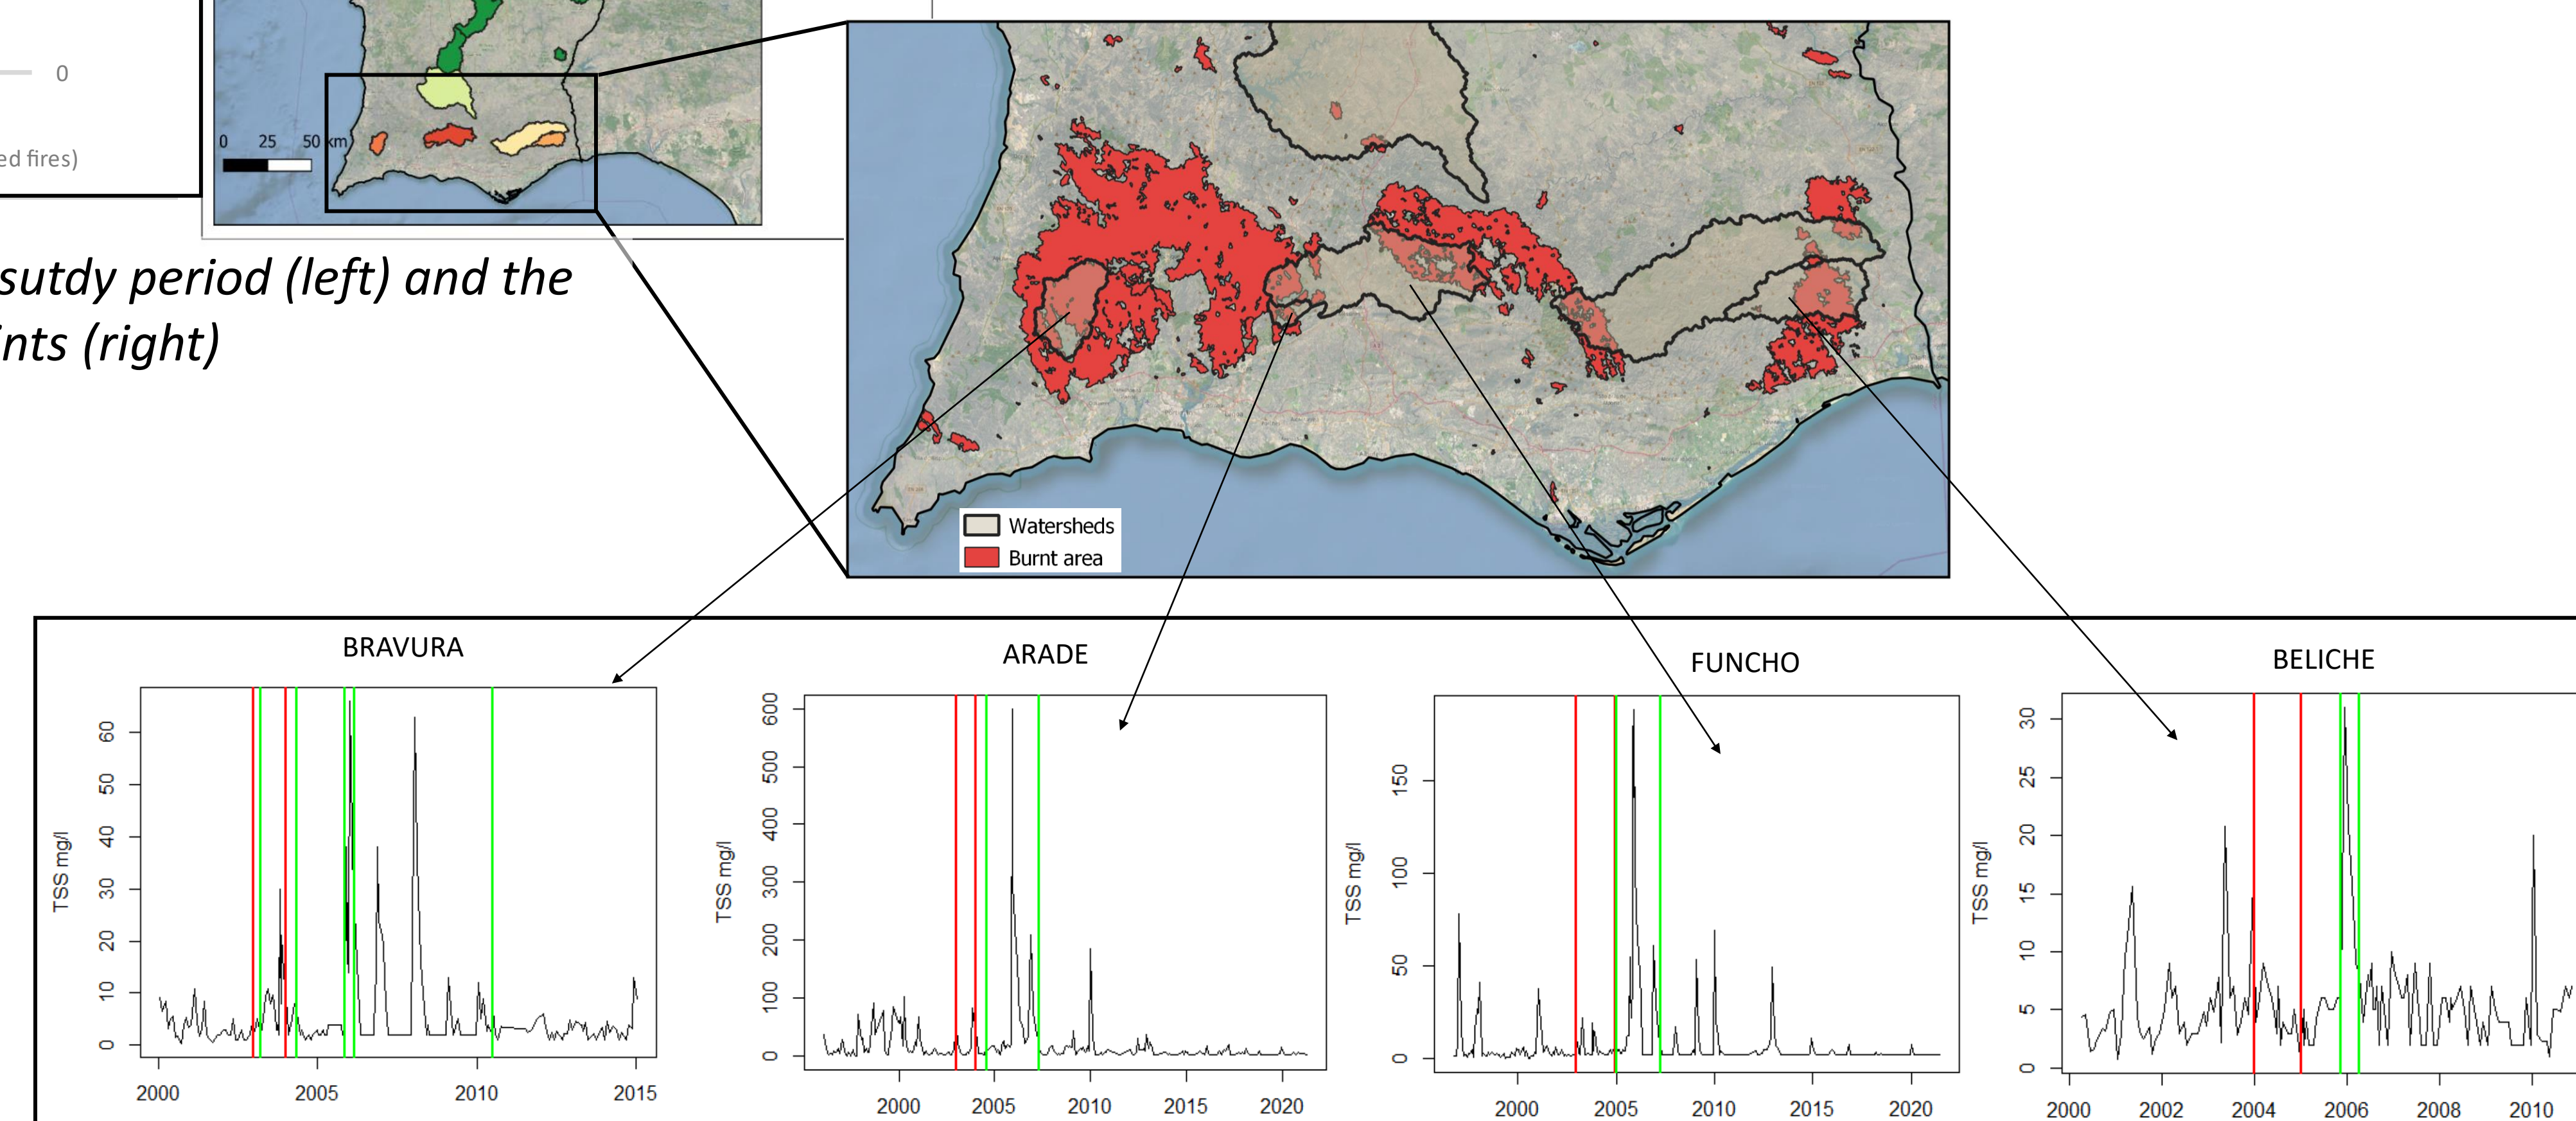 0
ed fires)
0 25 50 km
sutdy period (left) and the
nts (right)
Watersheds
Burnt area
BRAVURA
ARADE
FUNCHO
BELICHE
TSS mg/l
0 10 20 30 40 50 60
2000 2005 2010 2015
TSS mg/l
0 100 200 300 400 500 600
2000 2005 2010 2015 2020
TSS mg/l
0 50 100 150
2000 2005 2010 2015 2020
TSS mg/l
0 5 10 15 20 25 30
2000 2002 2004 2006 2008 2010